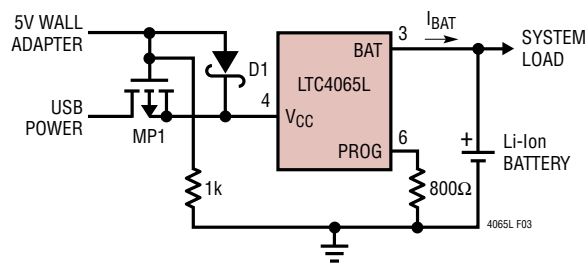 5V WALL
ADAPTER
D1
USB
POWER
MP1
1k
4
VCC
LTC4065L
BAT
3
IBAT
SYSTEM
LOAD
PROG
6
800Ω
+
Li-Ion
BATTERY
4065L F03